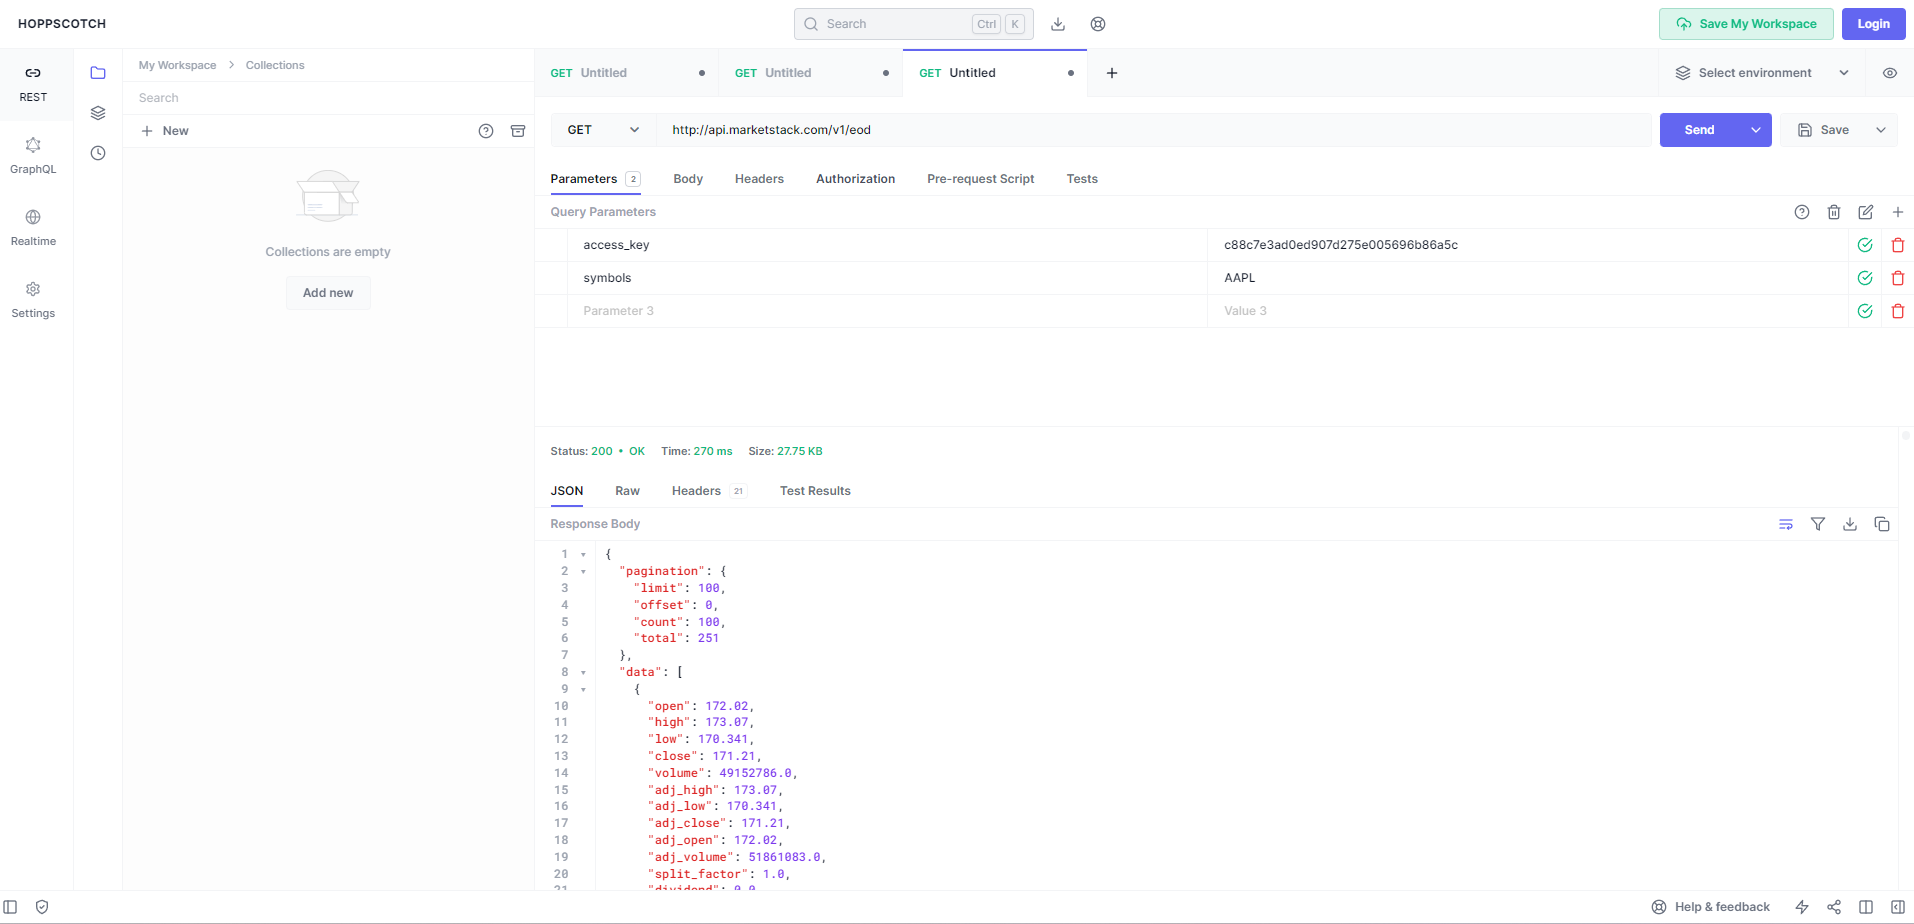 HOPPSCOTCH
Search
Ctrl K
Save My Workspace
Login
REST
GraphQL
Realtime
Settings
My Workspace > Collections
Search
+ New
Collections are empty
Add new
GET Untitled •
GET Untitled •
GET Untitled •
+
Select environment
GET
http://api.marketstack.com/v1/eod
Send
Save
Parameters 2
Body
Headers
Authorization
Pre-request Script
Tests
Query Parameters
access_key c88c7e3ad0ed907d275e005696b86a5c
symbols AAPL
Parameter 3 Value 3
Status: 200 • OK Time: 270 ms Size: 27.75 KB
JSON
Raw
Headers 21
Test Results
Response Body
1 {
2 "pagination": {
3 "limit": 100,
4 "offset": 0,
5 "count": 100,
6 "total": 251
7 },
8 "data": [
9 {
10 "open": 172.02,
11 "high": 173.07,
12 "low": 170.341,
13 "close": 171.21,
14 "volume": 49152786.0,
15 "adj_high": 173.07,
16 "adj_low": 170.341,
17 "adj_close": 171.21,
18 "adj_open": 172.02,
19 "adj_volume": 51861083.0,
20 "split_factor": 1.0,
21 "dividend": 0.0
Help & feedback